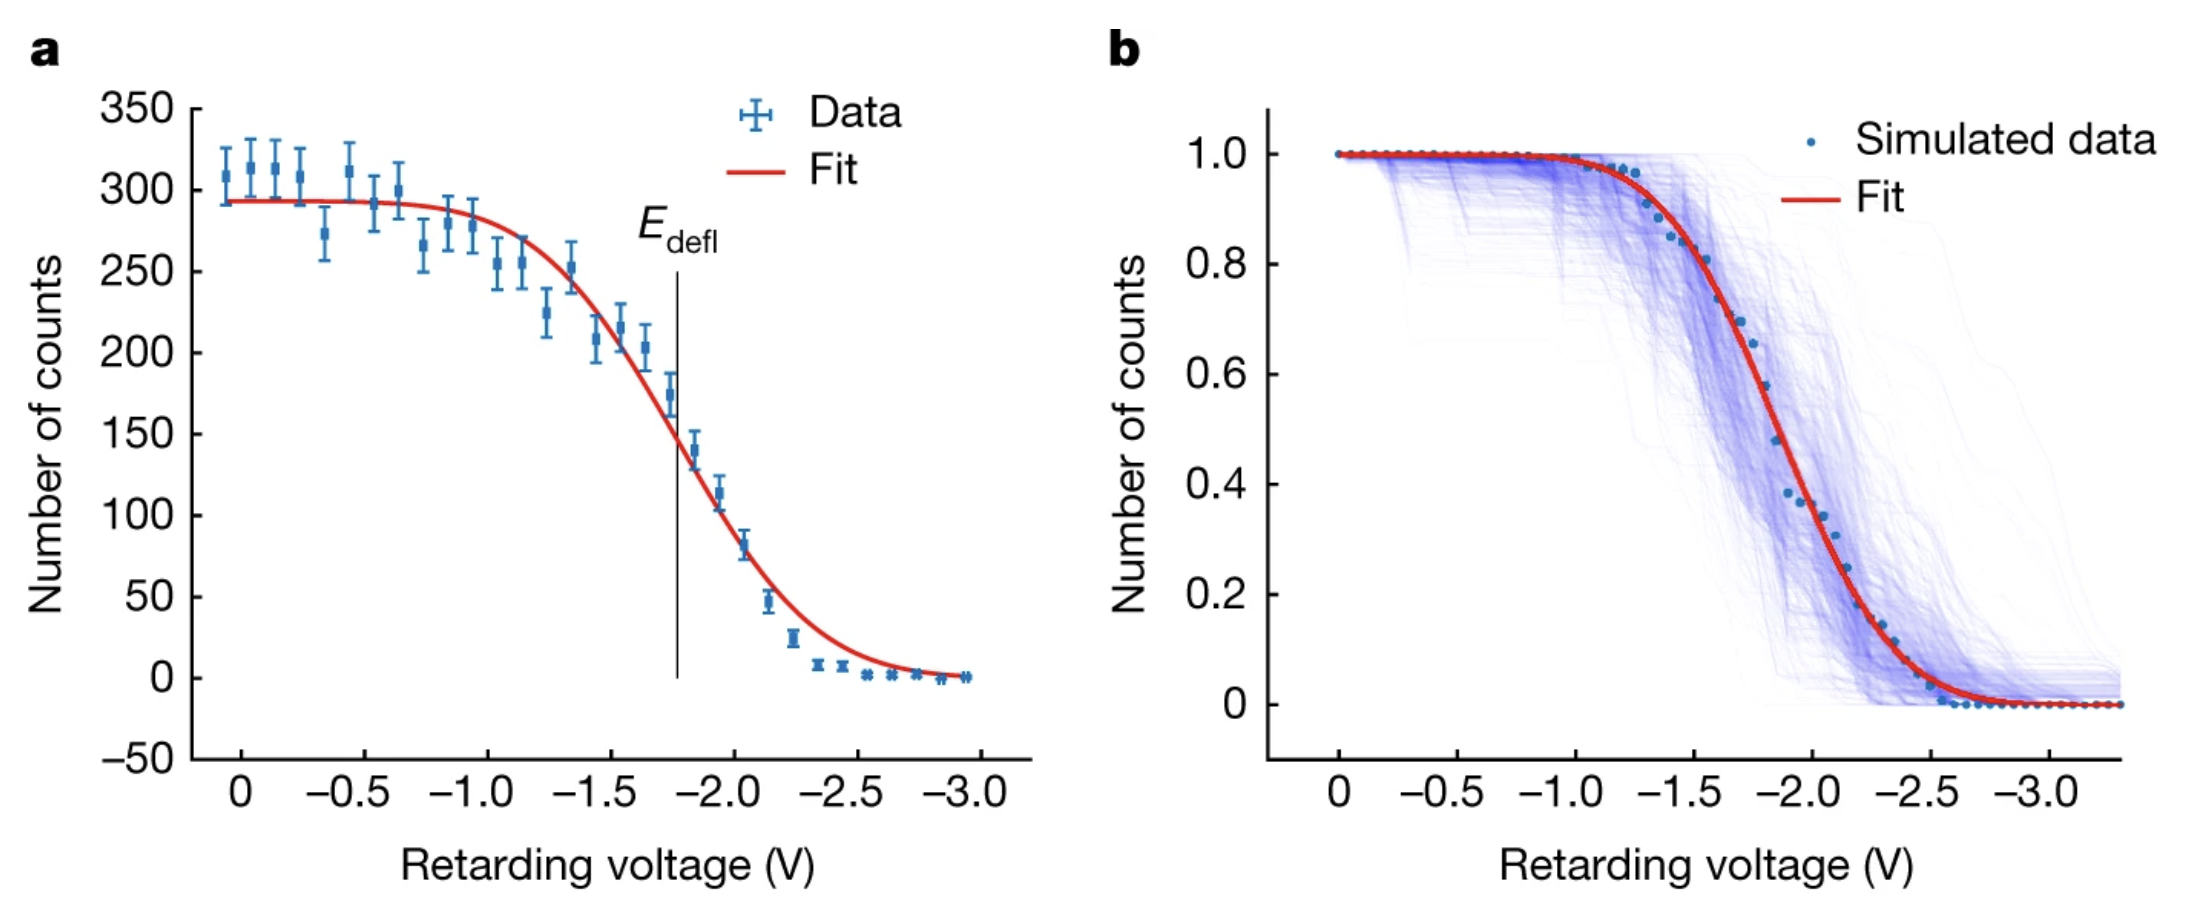 a
350
300
250
200
150
100
50
0
–50
Number of counts
0 –0.5 –1.0 –1.5 –2.0 –2.5 –3.0
Retarding voltage (V)
Data
Fit
Edefl
b
1.0
0.8
0.6
0.4
0.2
0
Number of counts
0 –0.5 –1.0 –1.5 –2.0 –2.5 –3.0
Retarding voltage (V)
Simulated data
Fit